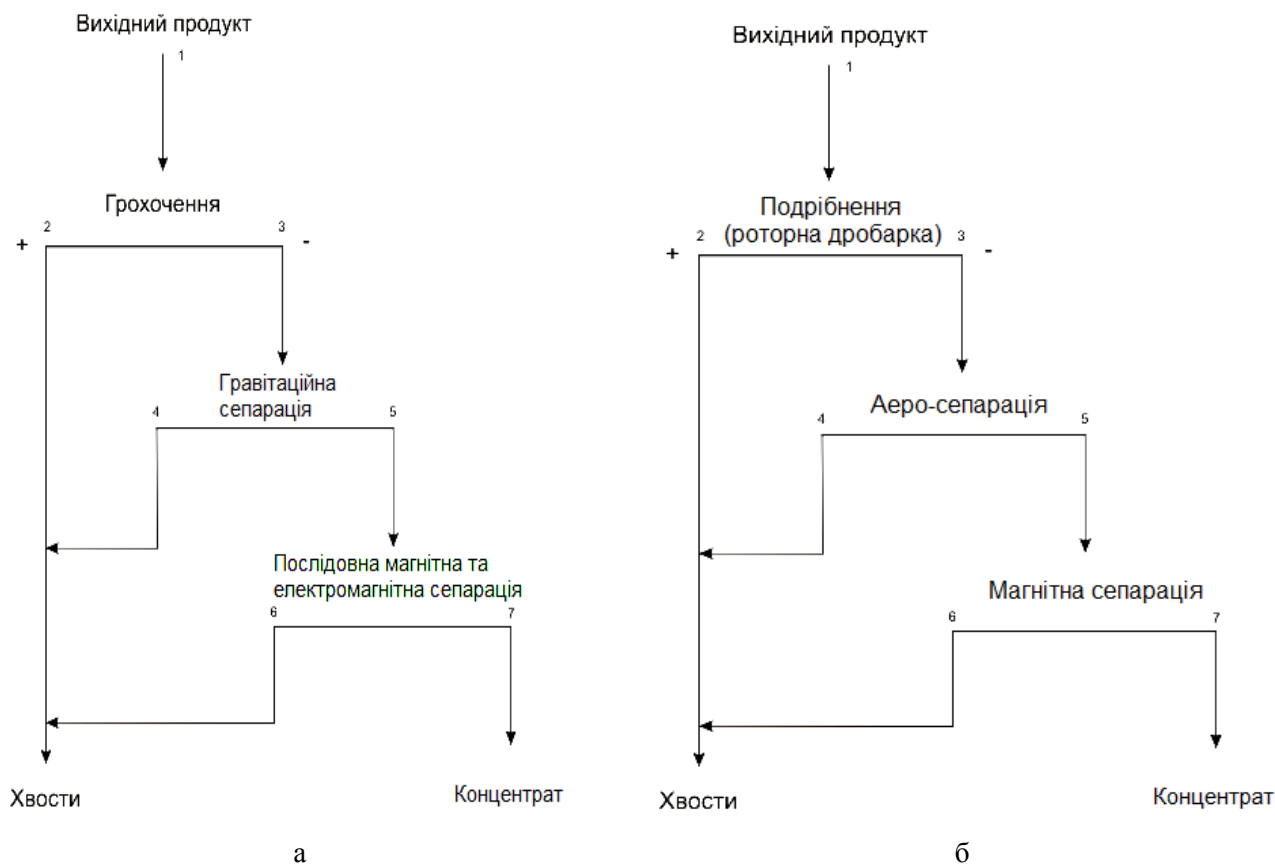 Вихідний продукт
1
Грохочення
2
3
+
-
Гравітаційна
сепарація
4
5
Послідовна магнітна та
електромагнітна сепарація
6
7
Хвости
Концентрат
а
Вихідний продукт
1
Подрібнення
(роторна дробарка)
2
3
+
-
Аеро-сепарація
4
5
Магнітна сепарація
6
7
Хвости
Концентрат
б